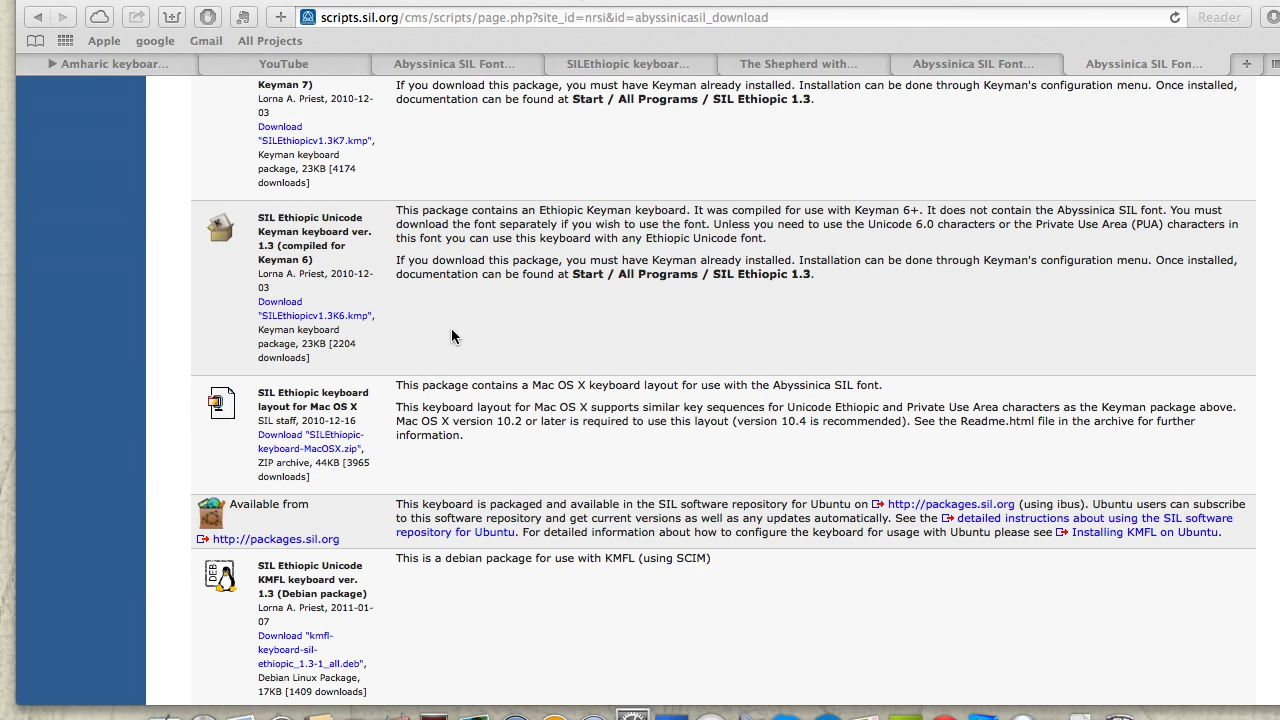 scripts.sil.org/cms/scripts/page.php?site_id=nrsi&id=abyssinicasil_download
Reader
Apple google Gmail All Projects
▶ Amharic keyboar... YouTube Abyssinica SIL Font... SILEthiopic keyboar... The Shepherd with... Abyssinica SIL Fon... Abyssinica SIL Fon...
Keyman 7)
Lorna A. Priest, 2010-12-
03
Download
"SILEthiopicv1.3K7.kmp",
Keyman keyboard
package, 23KB [4174
downloads]
If you download this package, you must have Keyman already installed. Installation can be done through Keyman's configuration menu. Once installed,
documentation can be found at Start / All Programs / SIL Ethiopic 1.3.
SIL Ethiopic Unicode
Keyman keyboard ver.
1.3 (compiled for
Keyman 6)
Lorna A. Priest, 2010-12-
03
Download
"SILEthiopicv1.3K6.kmp",
Keyman keyboard
package, 23KB [2204
downloads]
This package contains an Ethiopic Keyman keyboard. It was compiled for use with Keyman 6+. It does not contain the Abyssinica SIL font. You must
download the font separately if you wish to use the font. Unless you need to use the Unicode 6.0 characters or the Private Use Area (PUA) characters in
this font you can use this keyboard with any Ethiopic Unicode font.
If you download this package, you must have Keyman already installed. Installation can be done through Keyman's configuration menu. Once installed,
documentation can be found at Start / All Programs / SIL Ethiopic 1.3.
SIL Ethiopic keyboard
layout for Mac OS X
SIL staff, 2010-12-16
Download "SILEthiopic-
keyboard-MacOSX.zip",
ZIP archive, 44KB [3965
downloads]
This package contains a Mac OS X keyboard layout for use with the Abyssinica SIL font.
This keyboard layout for Mac OS X supports similar key sequences for Unicode Ethiopic and Private Use Area characters as the Keyman package above.
Mac OS X version 10.2 or later is required to use this layout (version 10.4 is recommended). See the Readme.html file in the archive for further
information.
Available from
http://packages.sil.org
This keyboard is packaged and available in the SIL software repository for Ubuntu on http://packages.sil.org (using ibus). Ubuntu users can subscribe
to this software repository and get current versions as well as any updates automatically. See the detailed instructions about using the SIL software
repository for Ubuntu. For detailed information about how to configure the keyboard for usage with Ubuntu please see Installing KMFL on Ubuntu.
DEB
SIL Ethiopic Unicode
KMFL keyboard ver.
1.3 (Debian package)
Lorna A. Priest, 2011-01-
07
Download "kmfl-
keyboard-sil-
ethiopic_1.3-1_all.deb",
Debian Linux Package,
17KB [1409 downloads]
This is a debian package for use with KMFL (using SCIM)